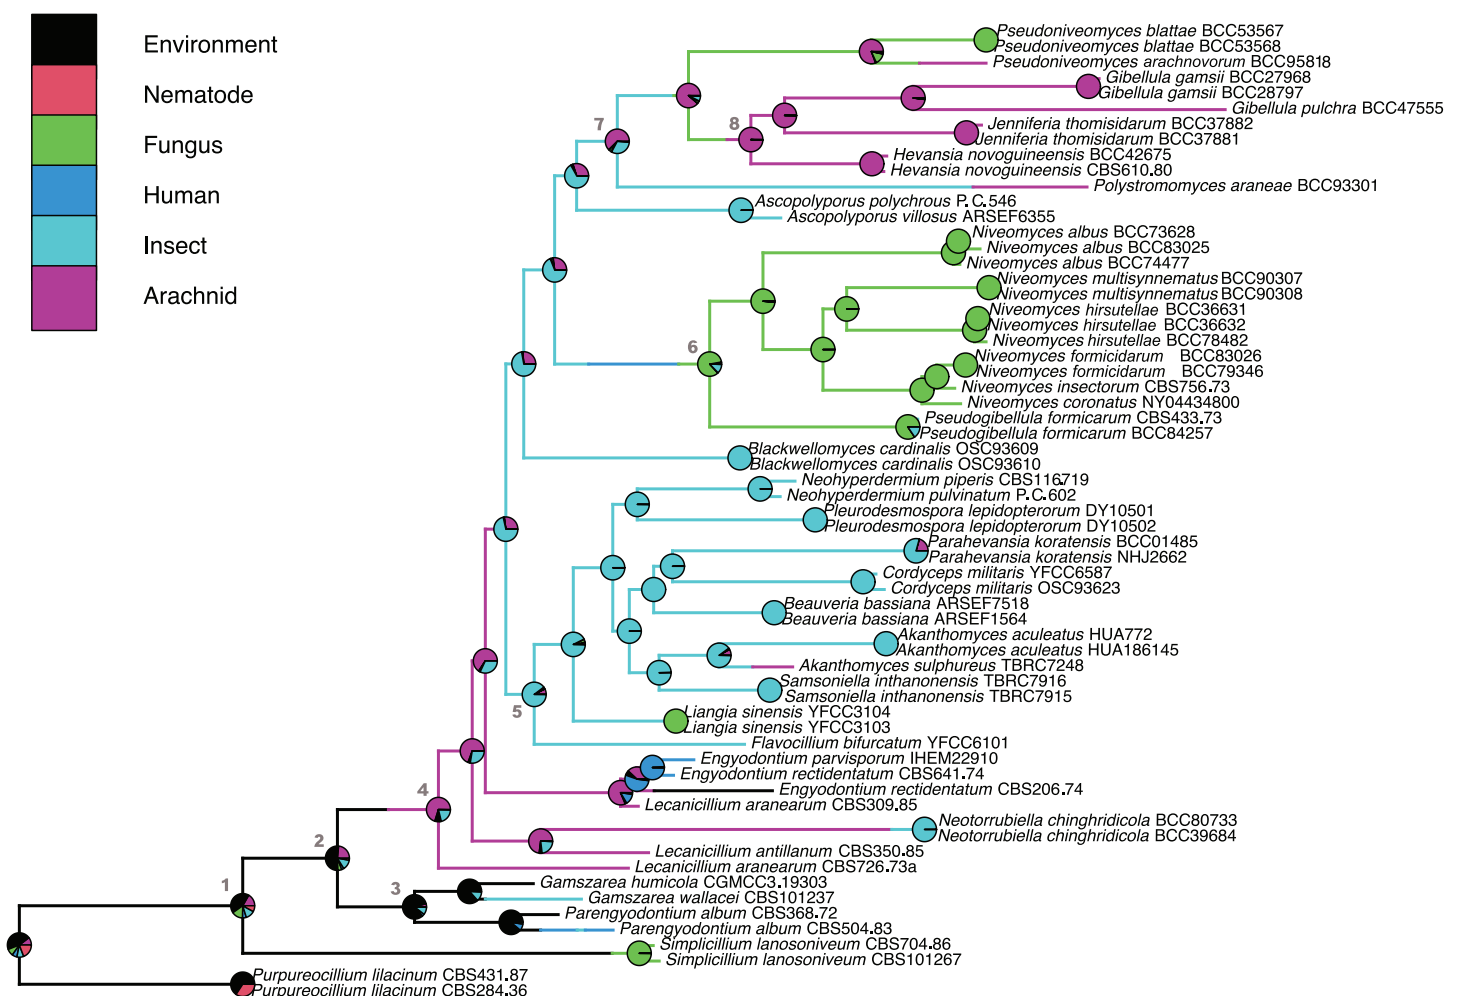 Environment
Nematode
Fungus
Human
Insect
Arachnid
Pseudoniveomyces blattae BCC53567
Pseudoniveomyces blattae BCC53568
Pseudoniveomyces arachnovorum BCC95818
Gibellula gamsii BCC27968
Gibellula gamsii BCC28797
Gibellula pulchra BCC47555
7
8
Jenniferia thomisidarum BCC37882
Jenniferia thomisidarum BCC37881
Hevansia novoguineensis BCC42675
Hevansia novoguineensis CBS610.80
Polystromomyces araneae BCC93301
Ascopolyporus polychrous P.C.546
Ascopolyporus villosus ARSEF6355
Niveomyces albus BCC73628
Niveomyces albus BCC83025
Niveomyces albus BCC74477
Niveomyces multisynnematus BCC90307
Niveomyces multisynnematus BCC90308
Niveomyces hirsutellae BCC36631
Niveomyces hirsutellae BCC36632
Niveomyces hirsutellae BCC78482
6
Niveomyces formicidarum BCC83026
Niveomyces formicidarum BCC79346
Niveomyces insectorum CBS756.73
Niveomyces coronatus NY04434800
Pseudogibellula formicarum CBS433.73
Pseudogibellula formicarum BCC84257
Blackwellomyces cardinalis OSC93609
Blackwellomyces cardinalis OSC93610
Neohyperdermium piperis CBS116719
Neohyperdermium pulvinatum P.C.602
Pleurodesmospora lepidopterorum DY10501
Pleurodesmospora lepidopterorum DY10502
Parahevansia koratensis BCC01485
Parahevansia koratensis NHJ2662
Cordyceps militaris YFCC6587
Cordyceps militaris OSC93623
Beauveria bassiana ARSEF7518
Beauveria bassiana ARSEF1564
Akanthomyces aculeatus HUA772
Akanthomyces aculeatus HUA186145
Akanthomyces sulphureus TBRC7248
Samsoniella inthanonensis TBRC7916
Samsoniella inthanonensis TBRC7915
5
Liangia sinensis YFCC3104
Liangia sinensis YFCC3103
Flavocillium bifurcatum YFCC6101
Engyodontium parvisporum IHEM22910
Engyodontium rectidentatum CBS641.74
Engyodontium rectidentatum CBS206.74
4
Lecanicillium aranearum CBS309.85
Neotorrubiella chinghridicola BCC80733
Neotorrubiella chinghridicola BCC39684
2
Lecanicillium antillanum CBS350.85
Lecanicillium aranearum CBS726.73a
1
3
Gamszarea humicola CGMCC3.19303
Gamszarea wallacei CBS101237
Parengyodontium album CBS368.72
Parengyodontium album CBS504.83
Simplicillium lanosoniveum CBS704.86
Simplicillium lanosoniveum CBS101267
Purpureocillium lilacinum CBS431.87
Purpureocillium lilacinum CBS284.36